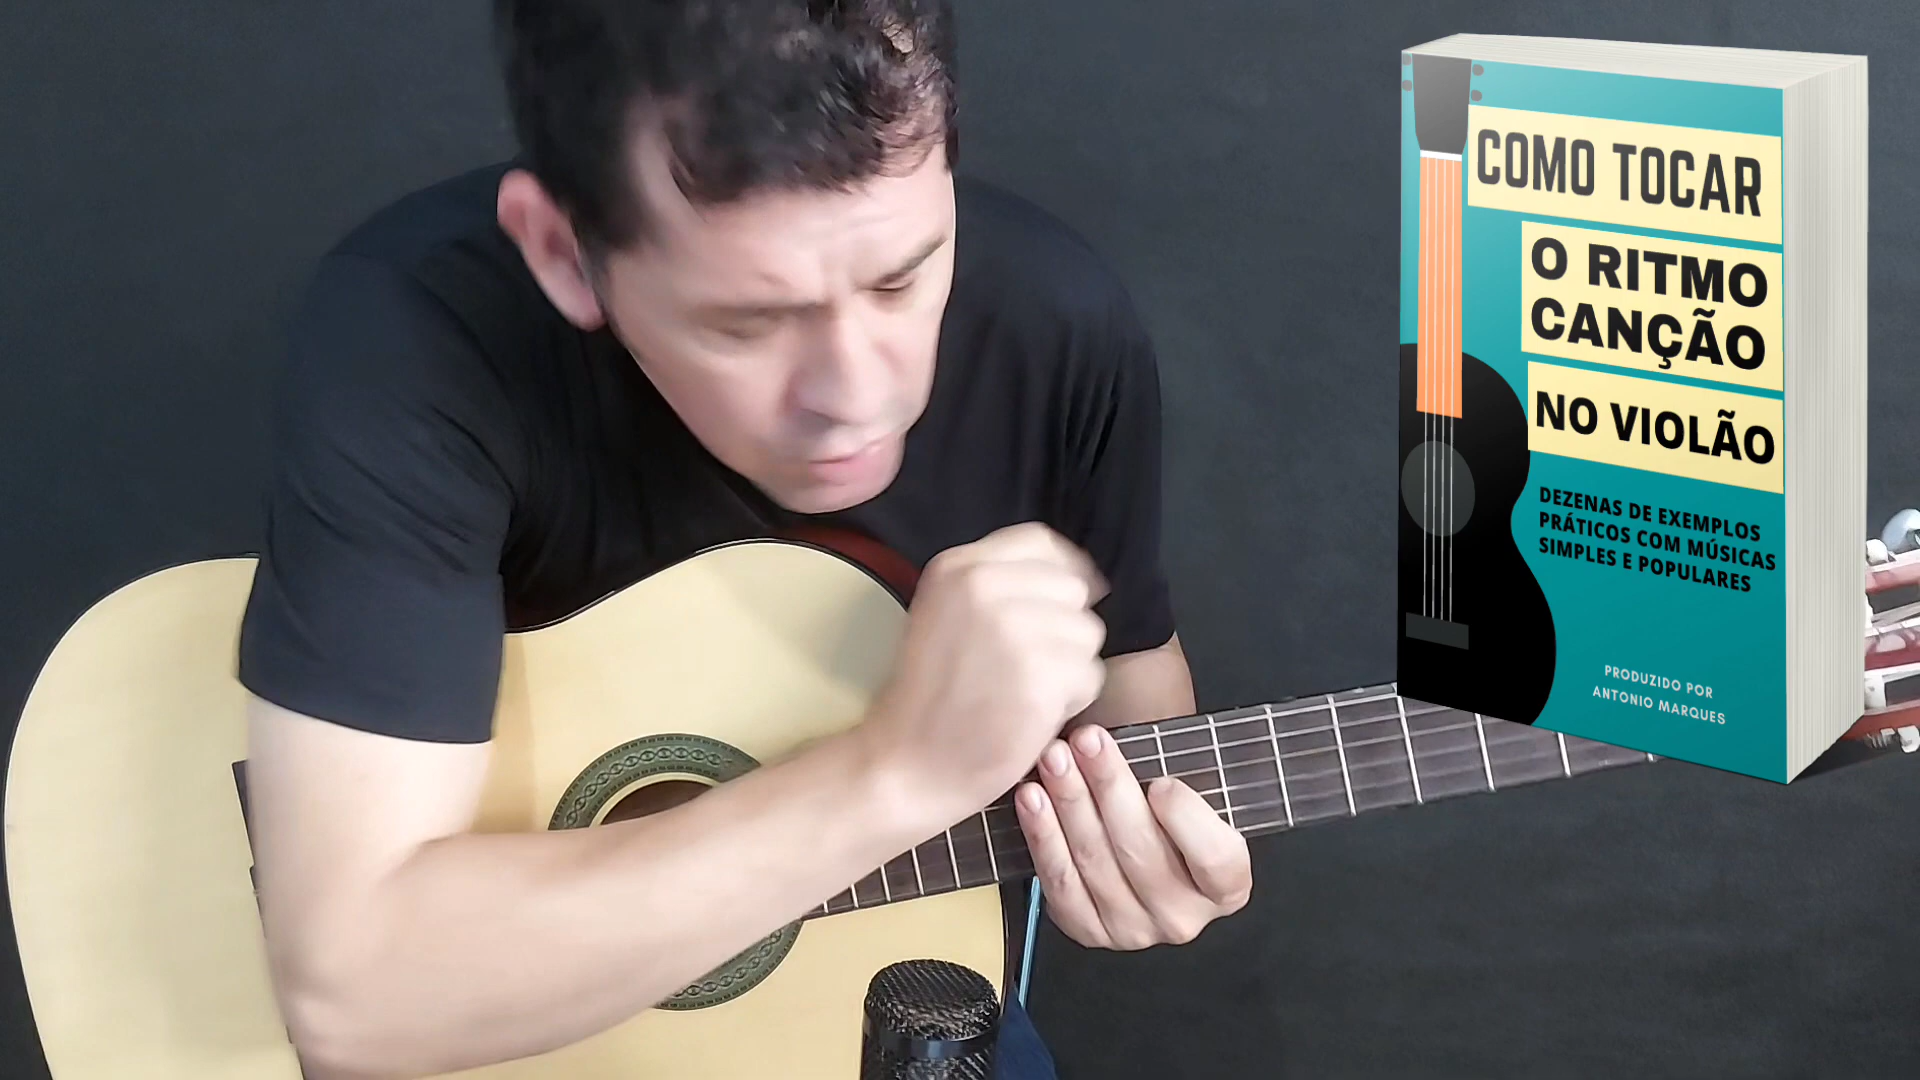 COMO TOCAR
O RITMO
CANÇÃO
NO VIOLÃO
DEZENAS DE EXEMPLOS
PRÁTICOS COM MÚSICAS
SIMPLES E POPULARES
PRODUZIDO POR
ANTONIO MARQUES